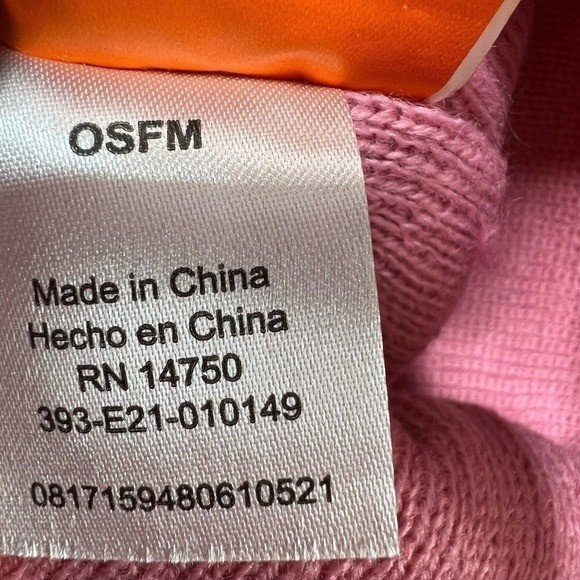 OSFM
Made in China
Hecho en China
RN 14750
393-E21-010149
0817159480610521